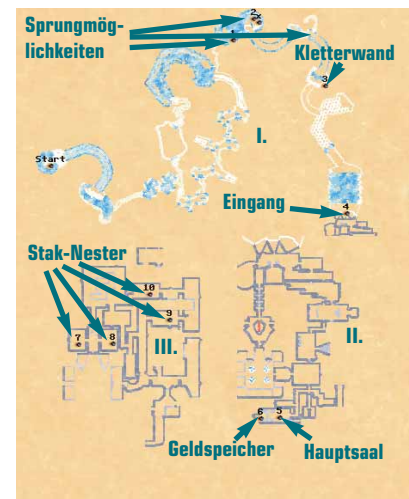 Sprungmög-
lichkeiten
2
x
1
Kletterwand
3
I.
Start
Eingang
4
Stak-Nester
10
9
7
8
III.
II.
6
5
Geldspeicher
Hauptsaal